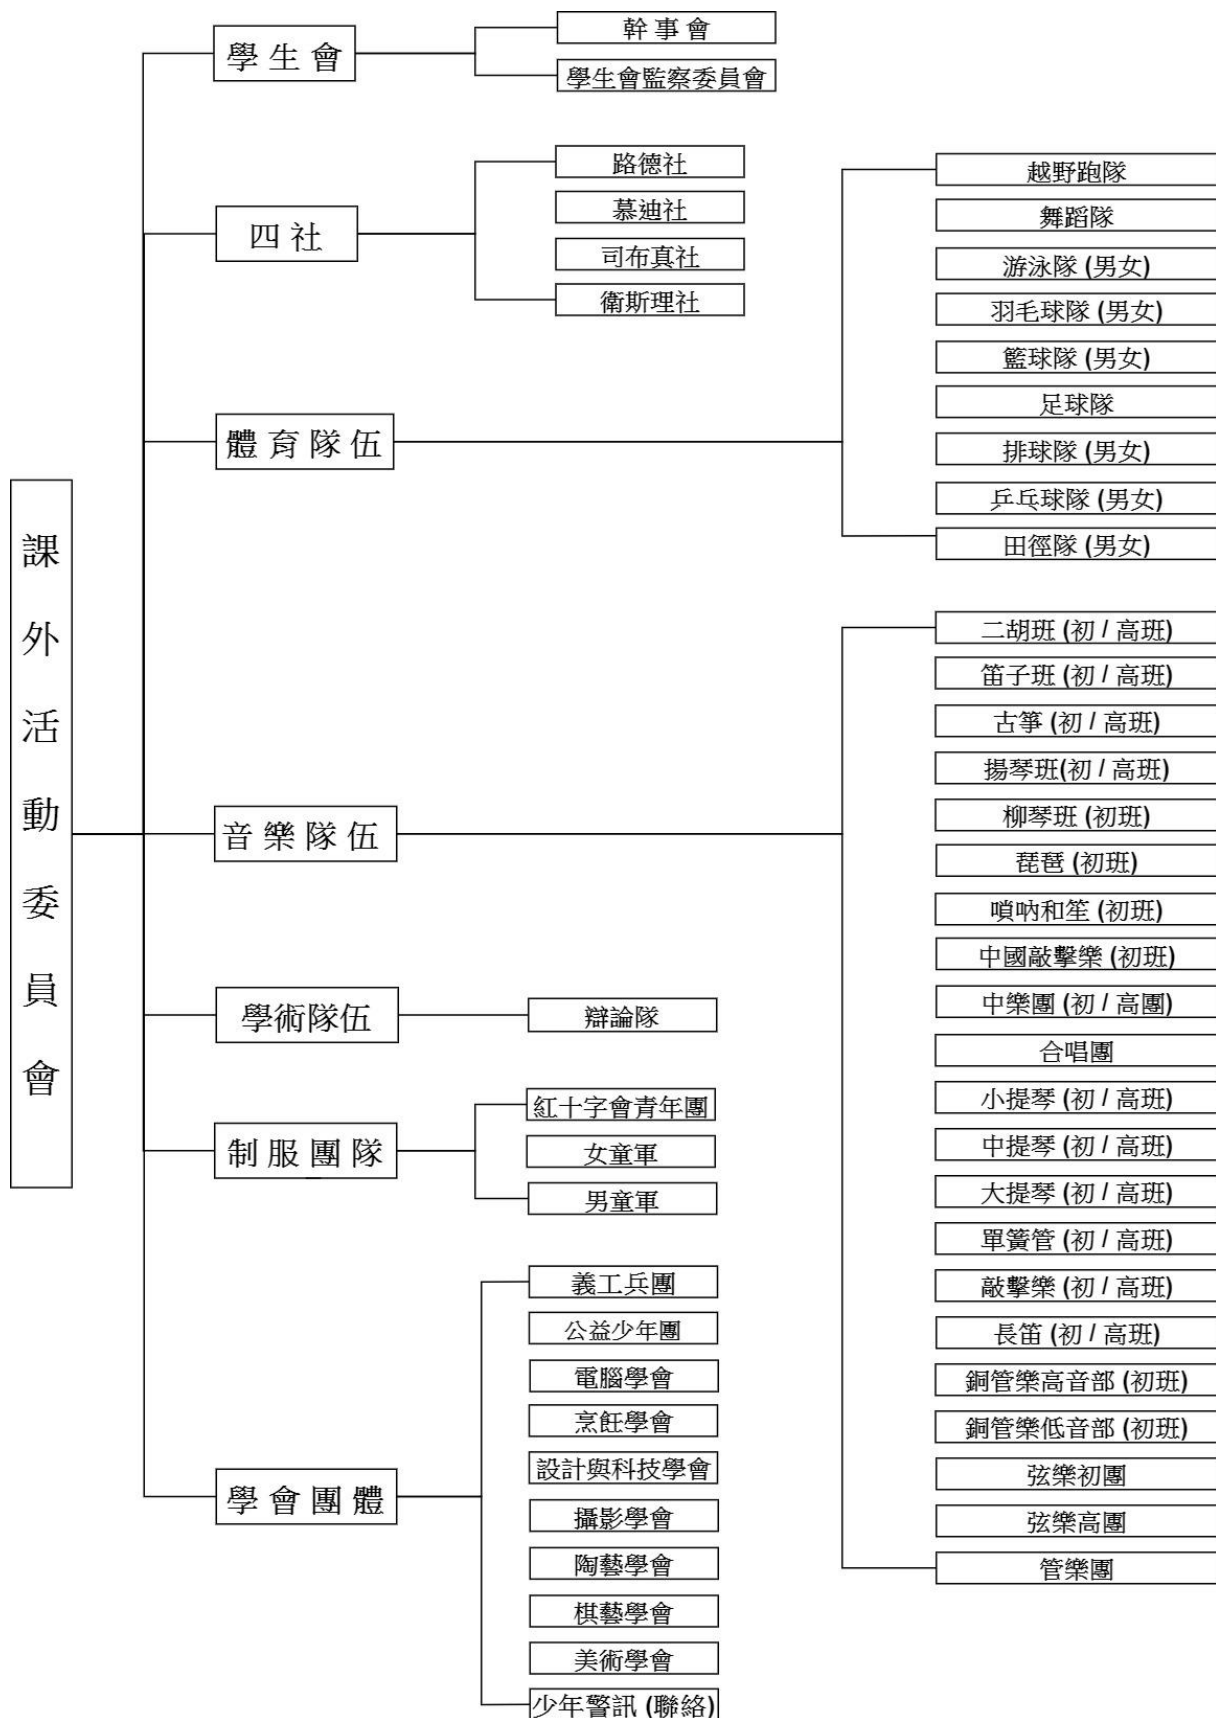 課外活動委員會
學生會
幹事會
學生會監察委員會
四社
路德社
慕迪社
司布真社
衛斯理社
體育隊伍
越野跑隊
舞蹈隊
游泳隊 (男女)
羽毛球隊 (男女)
籃球隊 (男女)
足球隊
排球隊 (男女)
乒乓球隊 (男女)
田徑隊 (男女)
音樂隊伍
二胡班 (初 / 高班)
笛子班 (初 / 高班)
古箏 (初 / 高班)
揚琴班(初 / 高班)
柳琴班 (初班)
琵琶 (初班)
嗩吶和笙 (初班)
中國敲擊樂 (初班)
中樂團 (初 / 高團)
合唱團
小提琴 (初 / 高班)
中提琴 (初 / 高班)
大提琴 (初 / 高班)
單簧管 (初 / 高班)
敲擊樂 (初 / 高班)
長笛 (初 / 高班)
銅管樂高音部 (初班)
銅管樂低音部 (初班)
弦樂初團
弦樂高團
管樂團
學術隊伍
辯論隊
制服團隊
紅十字會青年團
女童軍
男童軍
學會團體
義工兵團
公益少年團
電腦學會
烹飪學會
設計與科技學會
攝影學會
陶藝學會
棋藝學會
美術學會
少年警訊 (聯絡)